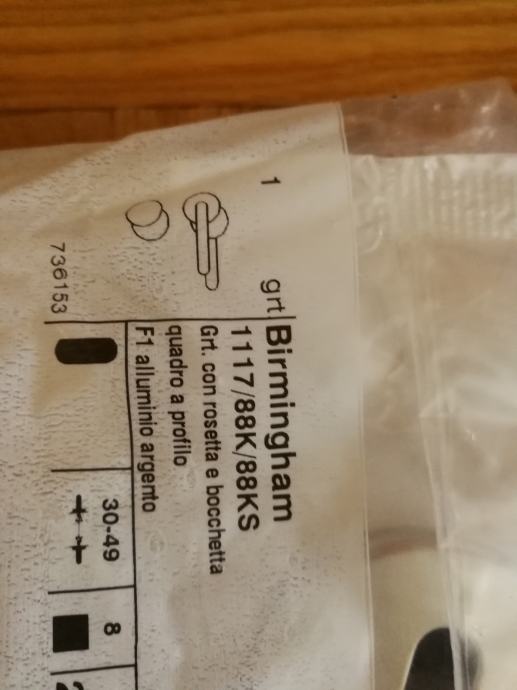 1
grt
Birmingham
1117/88K/88KS
Grt. con rosetta e bocchetta
quadro a profilo
F1 alluminio argento
736153
30-49
8